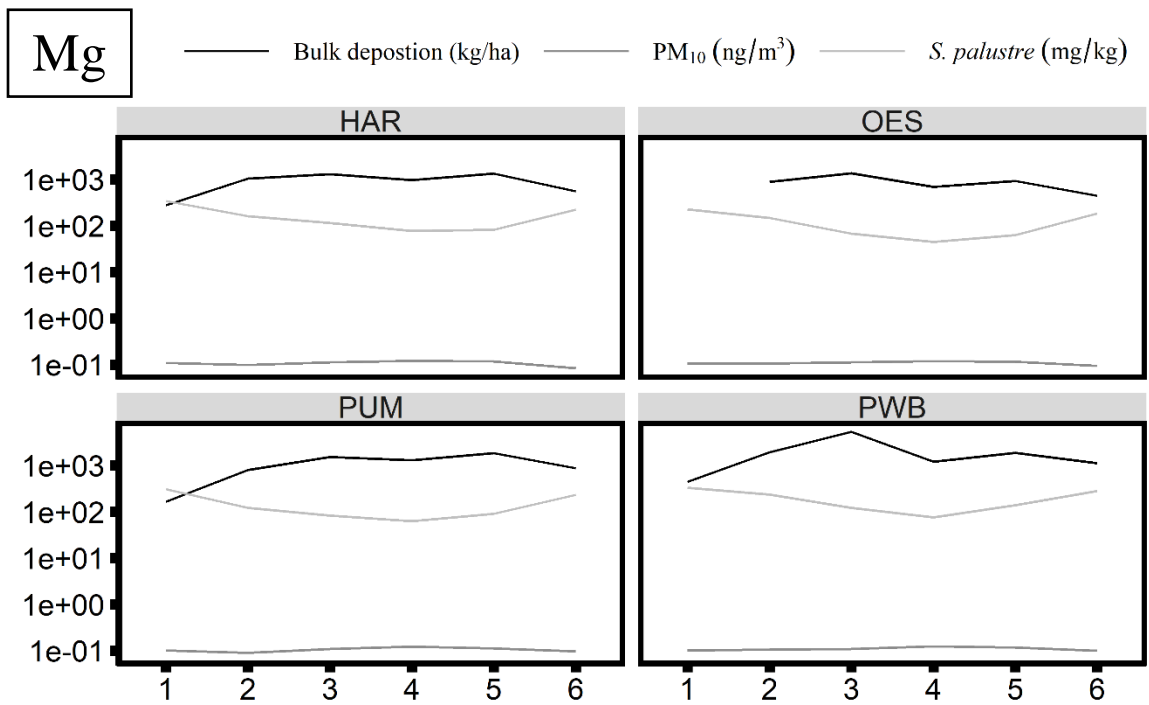 Mg
Bulk depostion (kg/ha) PM₁₀ (ng/m³) S. palustre (mg/kg)
HAR OES
1e+03
1e+02
1e+01
1e+00
1e-01
PUM PWB
1e+03
1e+02
1e+01
1e+00
1e-01
1 2 3 4 5 6 1 2 3 4 5 6